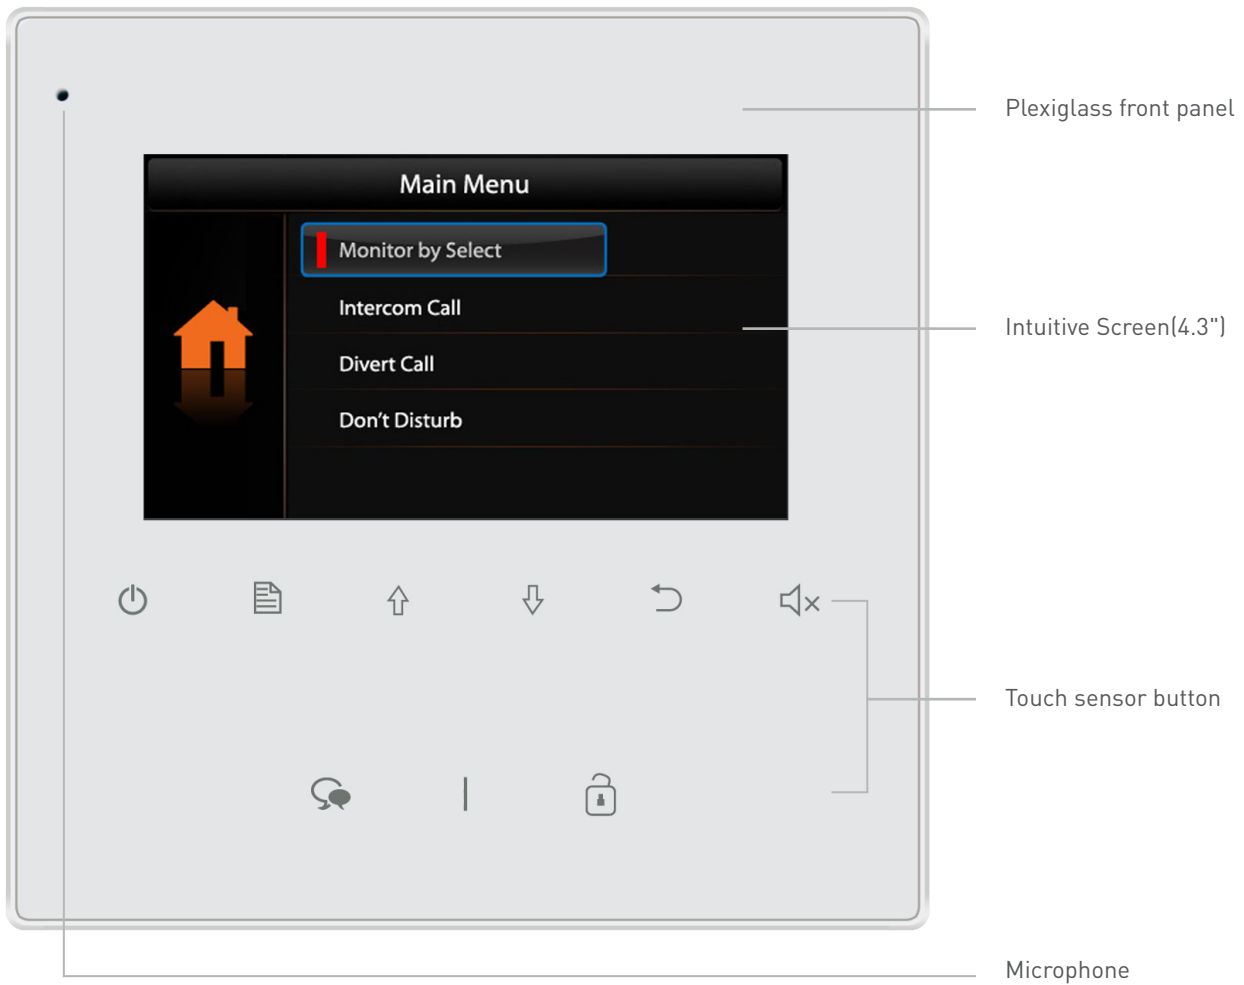 Plexiglass front panel
Main Menu
Monitor by Select
Intercom Call
Intuitive Screen(4.3")
Divert Call
Don't Disturb
Touch sensor button
Microphone